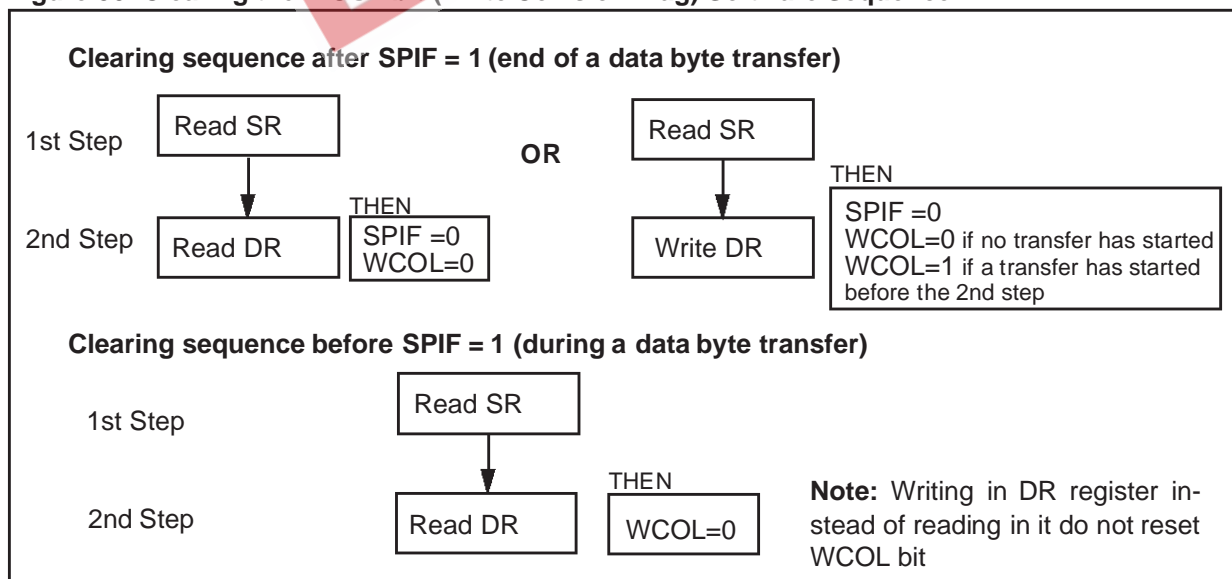 Clearing sequence after SPIF = 1 (end of a data byte transfer)
1st Step
Read SR
OR
Read SR
THEN
THEN
2nd Step
Read DR
SPIF =0
WCOL=0
Write DR
SPIF =0
WCOL=0 if no transfer has started
WCOL=1 if a transfer has started
before the 2nd step
Clearing sequence before SPIF = 1 (during a data byte transfer)
1st Step
Read SR
THEN
2nd Step
Read DR
WCOL=0
Note: Writing in DR register in-
stead of reading in it do not reset
WCOL bit